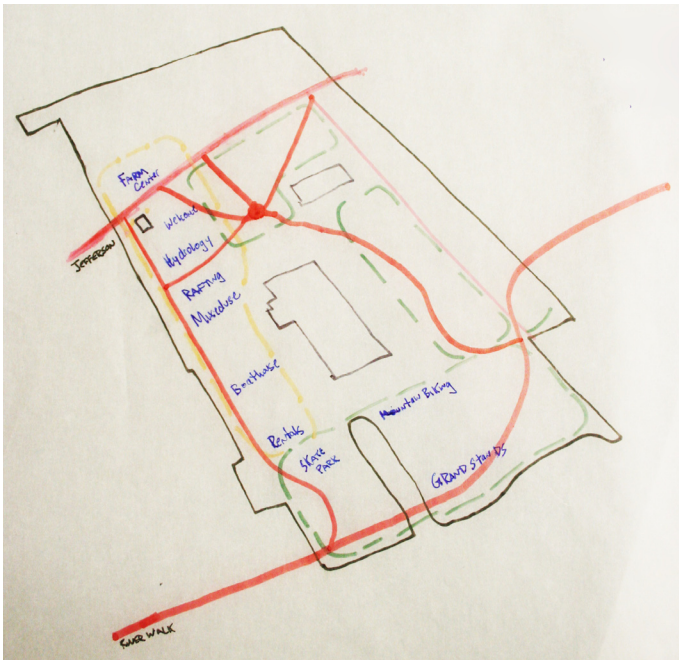 FARM
Center
Welcome
Hydrology
JEFFERSON
RAFTING
Mixeduse
Boathouse
Mountain Biking
Rentals
SKATE
PARK
GRAND STANDS
RIVER WALK